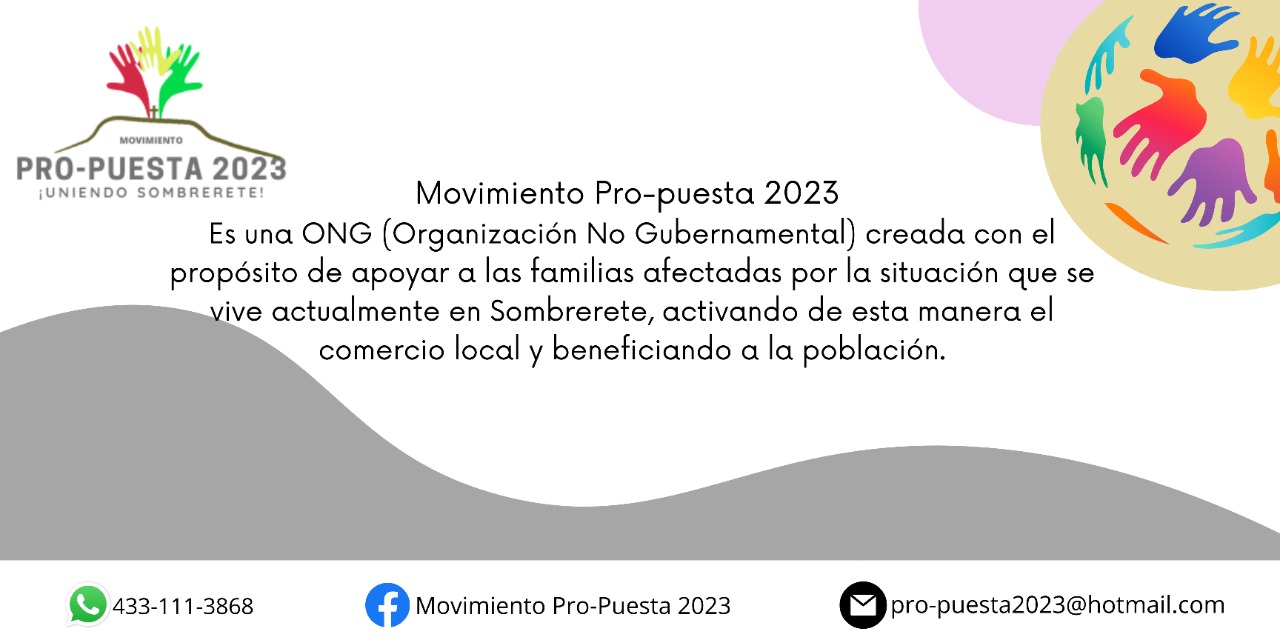 MOVIMIENTO
PRO-PUESTA 2023
¡UNIENDO SOMBRERETE!
Movimiento Pro-puesta 2023
Es una ONG (Organización No Gubernamental) creada con el
propósito de apoyar a las familias afectadas por la situación que se
vive actualmente en Sombrerete, activando de esta manera el
comercio local y beneficiando a la población.
433-111-3868
Movimiento Pro-Puesta 2023
pro-puesta2023@hotmail.com